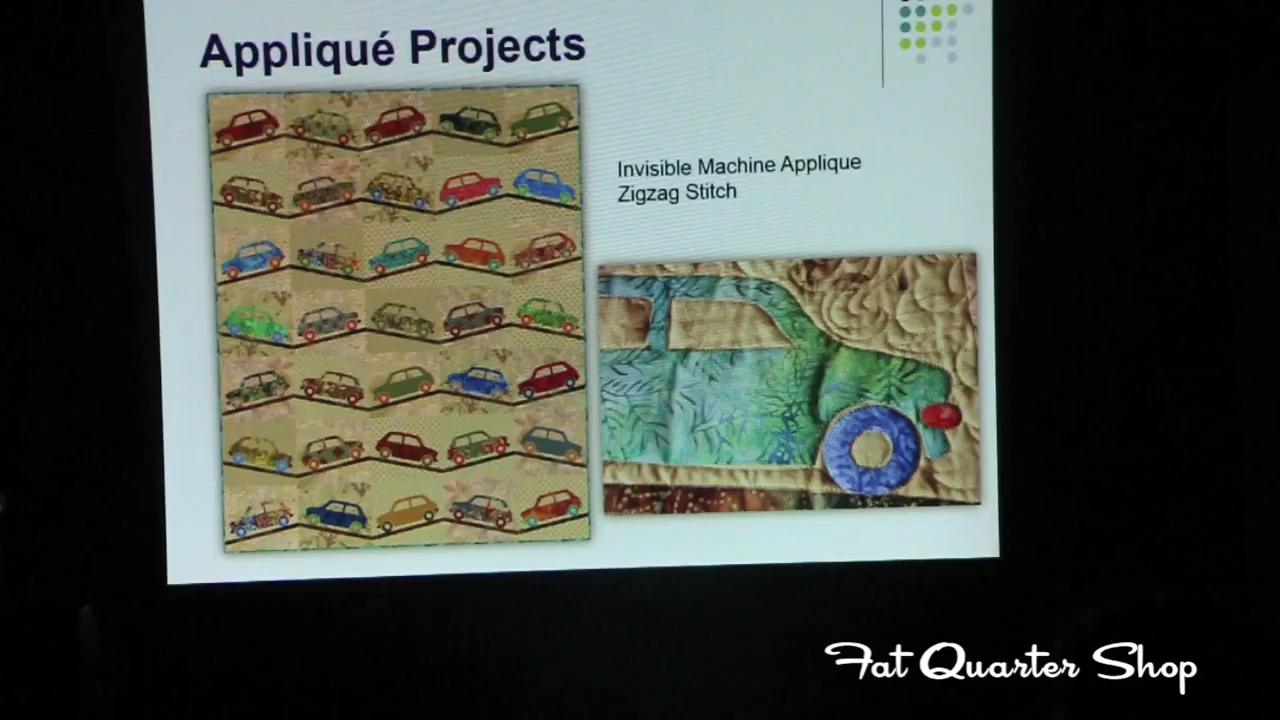 Appliqué Projects
Invisible Machine Applique
Zigzag Stitch
Fat Quarter Shop